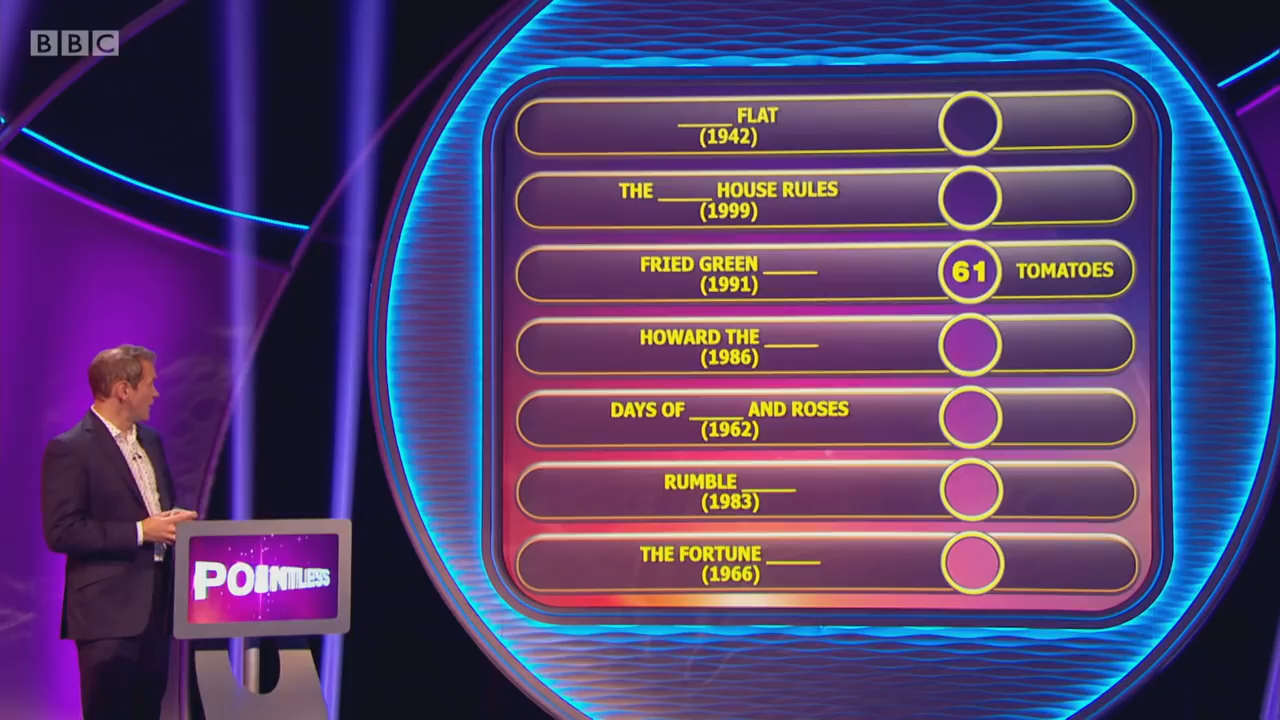 BBC
_____ FLAT
(1942)
THE _____ HOUSE RULES
(1999)
FRIED GREEN _____
(1991)
61
TOMATOES
HOWARD THE _____
(1986)
DAYS OF _____ AND ROSES
(1962)
RUMBLE _____
(1983)
THE FORTUNE _____
(1966)
POINTLESS